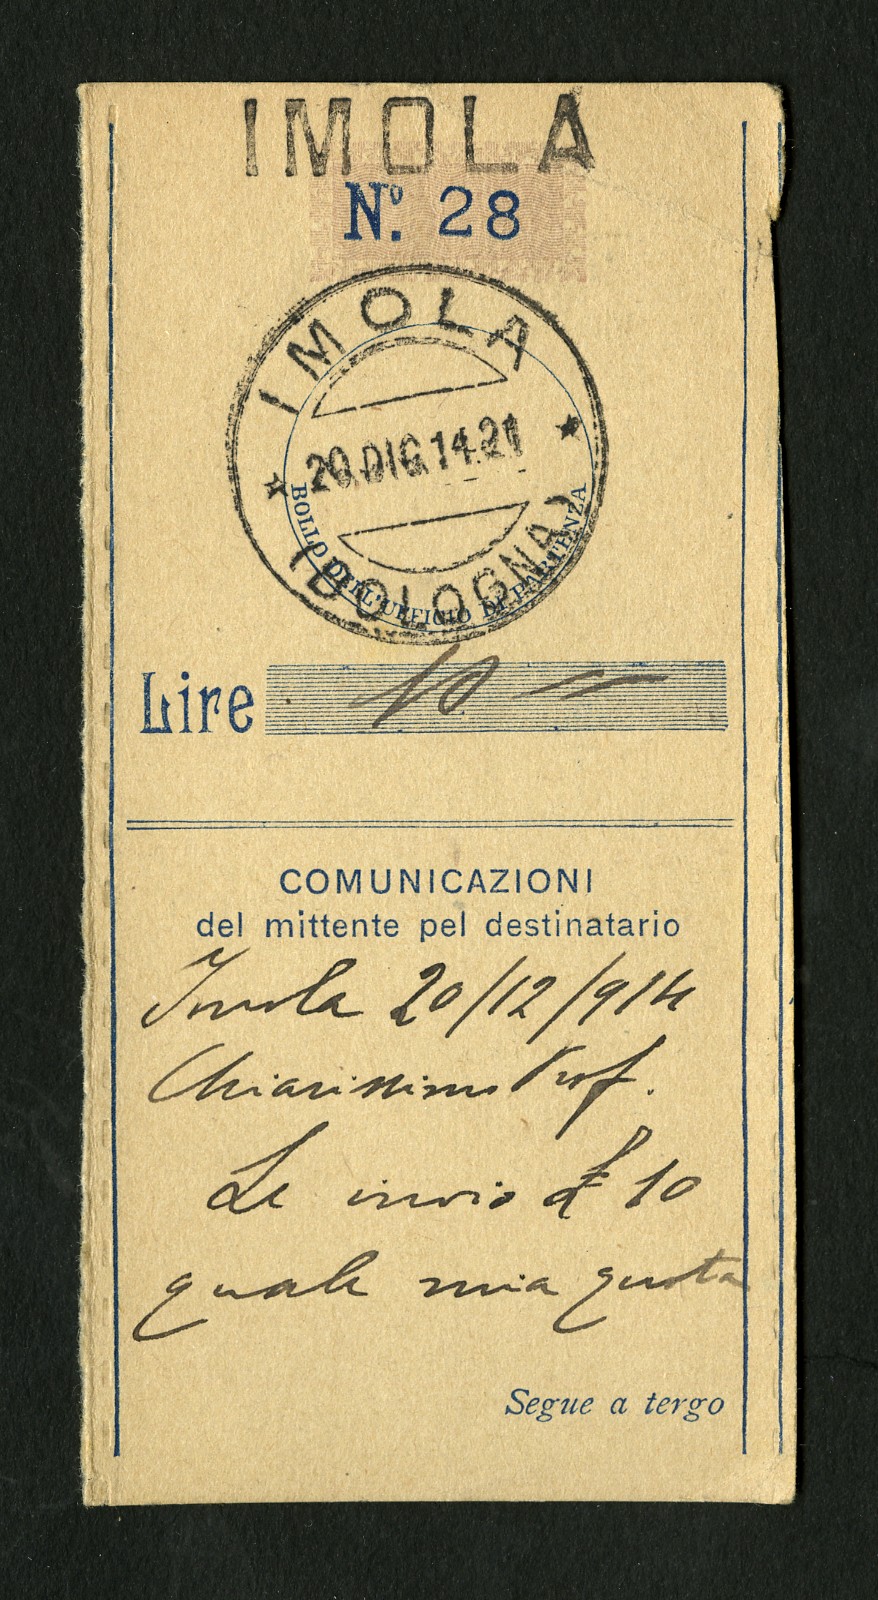 IMOLA
Nº. 28
IMOLA
20.DIC.14.21
(BOLOGNA)
BOLLO DELL'UFFICIO DI PARTENZA
Lire 10 =
COMUNICAZIONI
del mittente pel destinatario
Imola 20/12/914
Chiarissimo Prof.
Le invio £ 10
quale mia quota
Segue a tergo